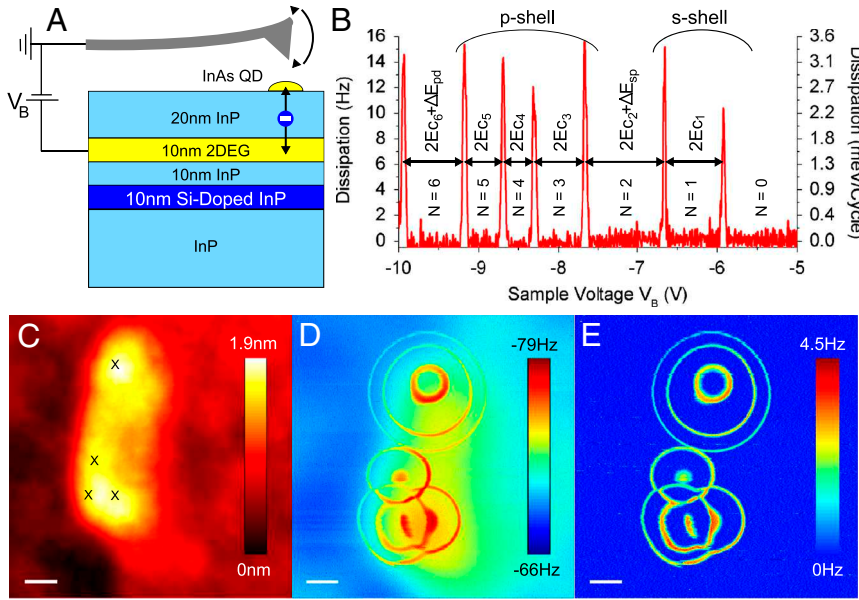 A
InAs QD
V_B
20nm InP
10nm 2DEG
10nm InP
10nm Si-Doped InP
InP
B
p-shell
s-shell
Dissipation (Hz)
16
14
12
10
8
6
4
2
0
2Ec₆+ΔE_pd
2Ec₅
2Ec₄
2Ec₃
2Ec₂+ΔE_sp
2Ec₁
N = 6
N = 5
N = 4
N = 3
N = 2
N = 1
N = 0
3.6
3.1
2.7
2.2
1.8
1.3
0.9
0.4
0.0
Dissipation (meV/cycle)
-10
-9
-8
-7
-6
-5
Sample Voltage V_B (V)
C
1.9nm
x
x
x x
0nm
D
-79Hz
-66Hz
E
4.5Hz
0Hz